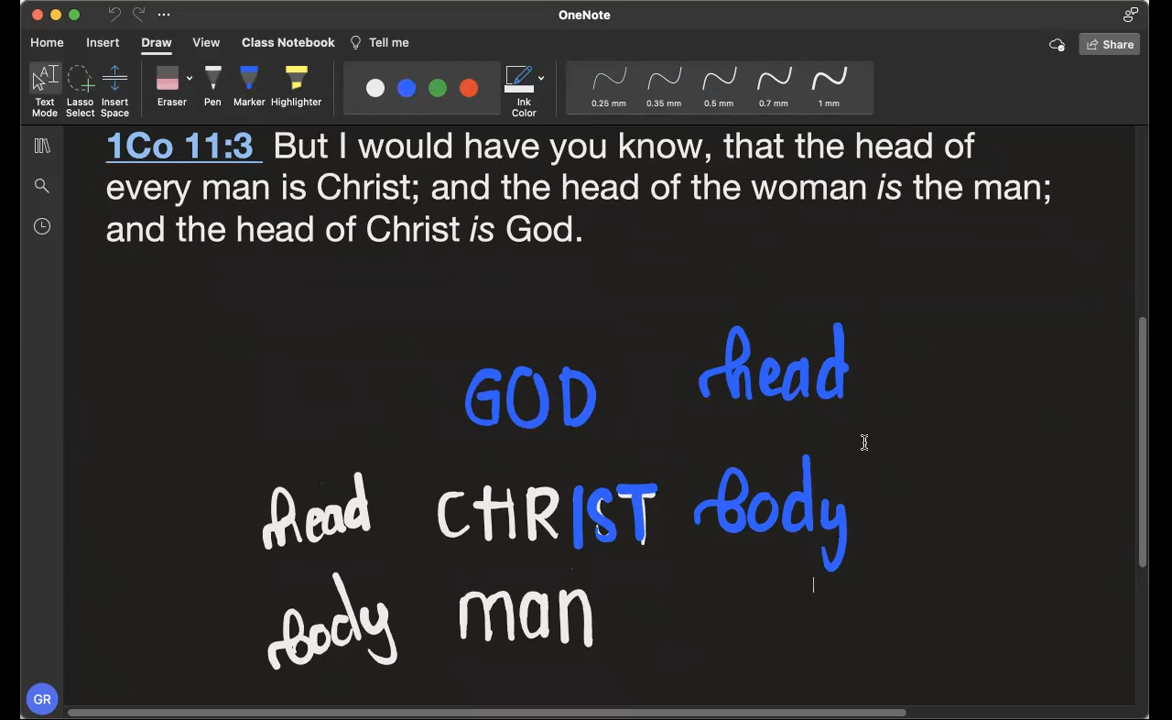 OneNote
Home Insert Draw View Class Notebook Tell me
Share
Text Mode
Lasso Select
Insert Space
Eraser
Pen
Marker
Highlighter
Ink Color
0.25 mm 0.35 mm 0.5 mm 0.7 mm 1 mm
1Co 11:3 But I would have you know, that the head of
every man is Christ; and the head of the woman is the man;
and the head of Christ is God.
GOD head
head CHRIST body
body man
GR